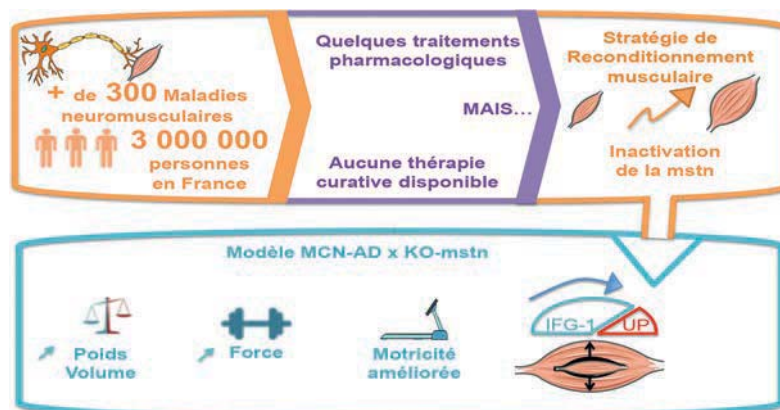 + de 300 Maladies
neuromusculaires
3 000 000
personnes
en France
Quelques traitements
pharmacologiques
MAIS...
Aucune thérapie
curative disponible
Stratégie de
Reconditionnement
musculaire
Inactivation
de la mstn
Modèle MCN-AD x KO-mstn
Poids
Volume
Force
Motricité
améliorée
IFG-1
UP